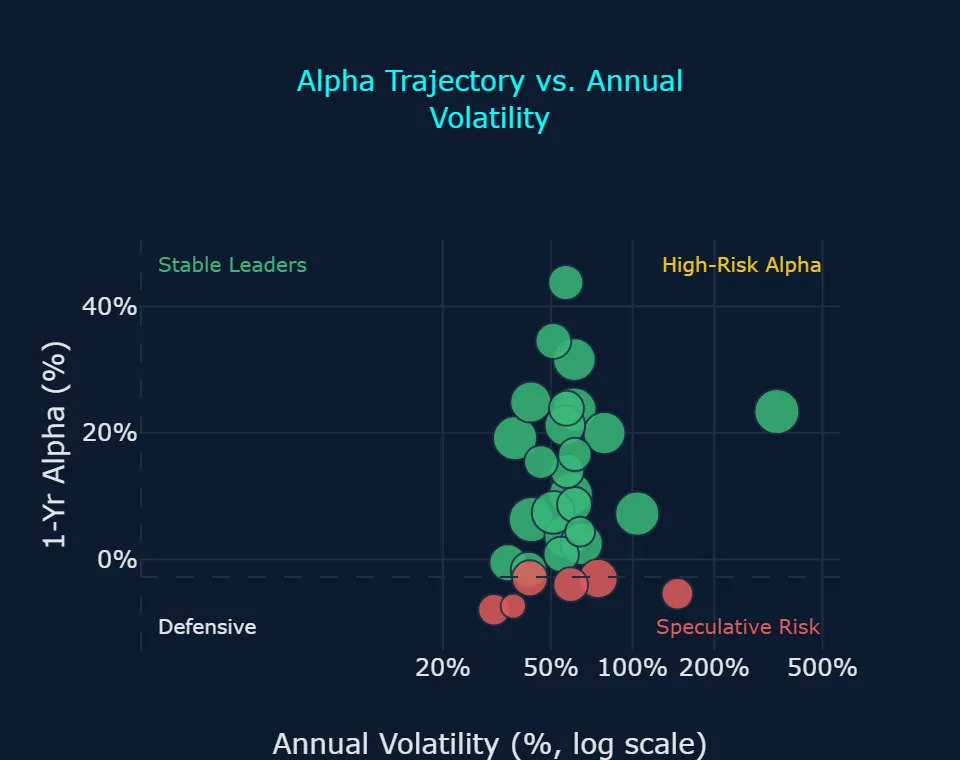 Alpha Trajectory vs. Annual
Volatility
Stable Leaders
High-Risk Alpha
40%
20%
0%
1-Yr Alpha (%)
Defensive
Speculative Risk
20%
50%
100%
200%
500%
Annual Volatility (%, log scale)